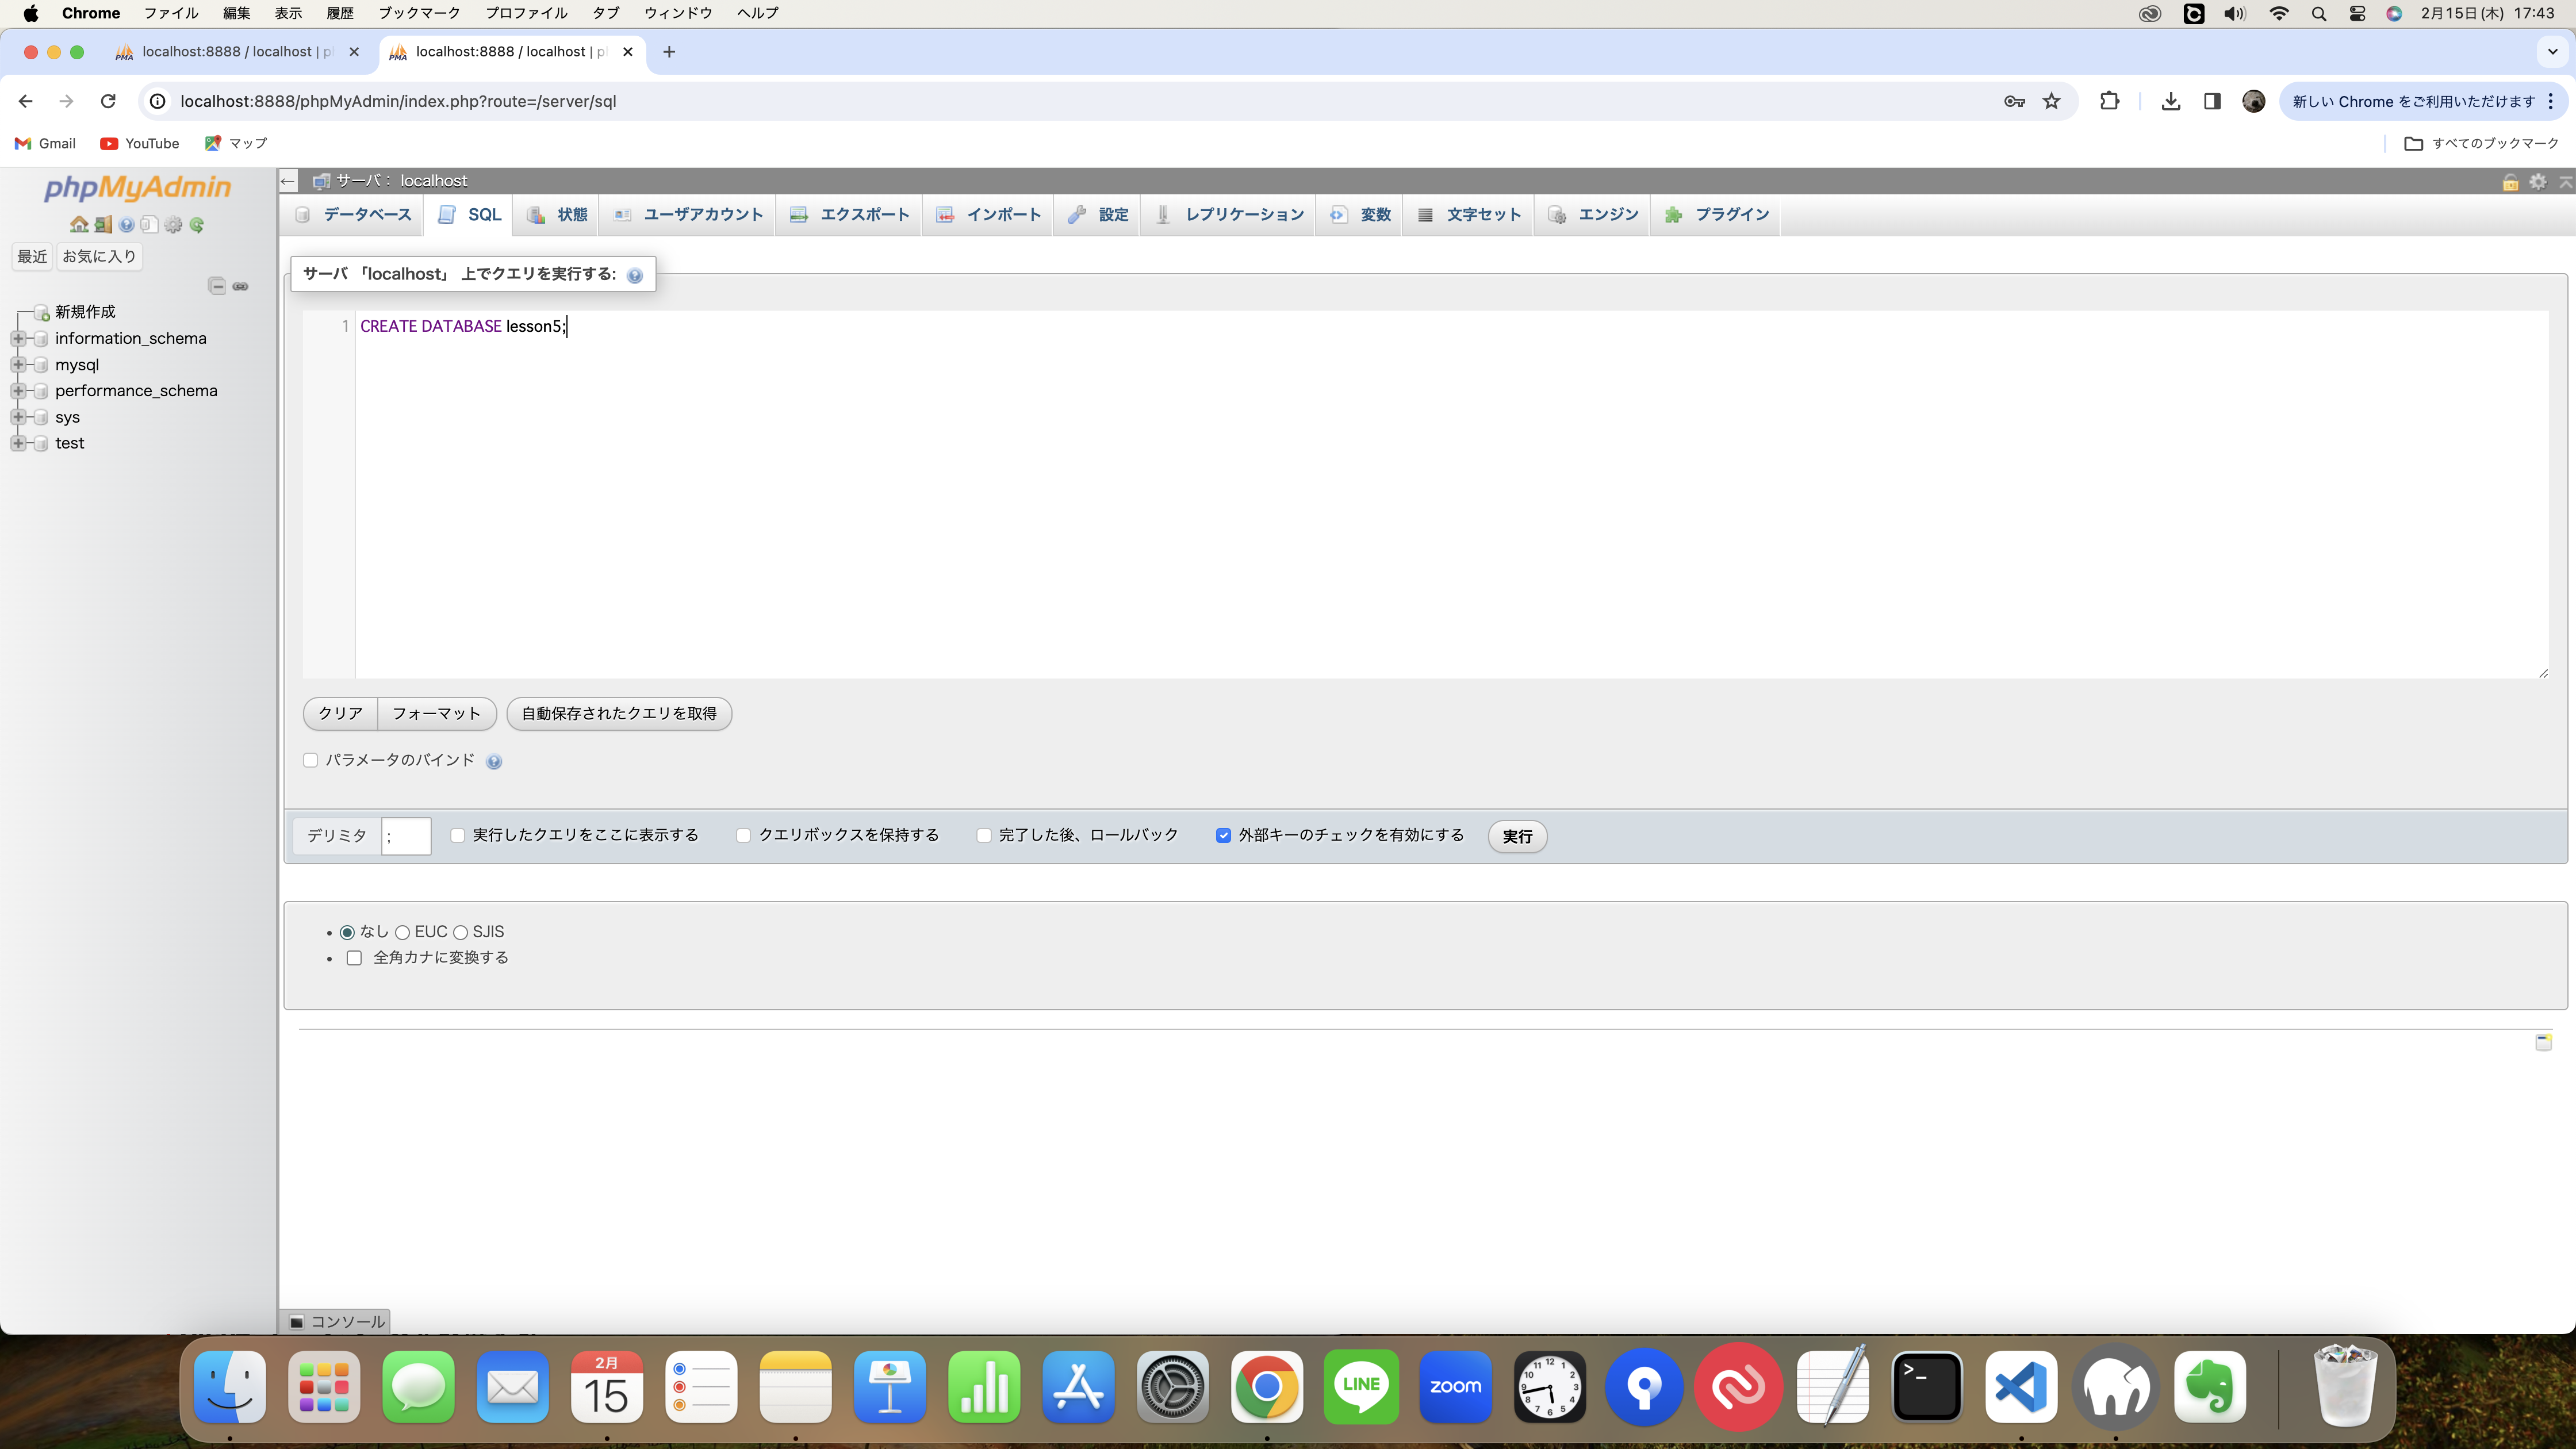 Chrome ファイル 編集 表示 履歴 ブックマーク プロファイル タブ ウィンドウ ヘルプ 2月15日(木) 17:43
PMA localhost:8888 / localhost | p PMA localhost:8888 / localhost | p
localhost:8888/phpMyAdmin/index.php?route=/server/sql 新しい Chrome をご利用いただけます
Gmail YouTube マップ すべてのブックマーク
phpMyAdmin
最近 お気に入り
新規作成
information_schema
mysql
performance_schema
sys
test
サーバ： localhost
データベース SQL 状態 ユーザアカウント エクスポート インポート 設定 レプリケーション 変数 文字セット エンジン プラグイン
サーバ 「localhost」 上でクエリを実行する:
1 CREATE DATABASE lesson5;
クリア フォーマット 自動保存されたクエリを取得
パラメータのバインド
デリミタ ; 実行したクエリをここに表示する クエリボックスを保持する 完了した後、ロールバック 外部キーのチェックを有効にする 実行
なし EUC SJIS
全角カナに変換する
コンソール
2月
15
LINE
zoom